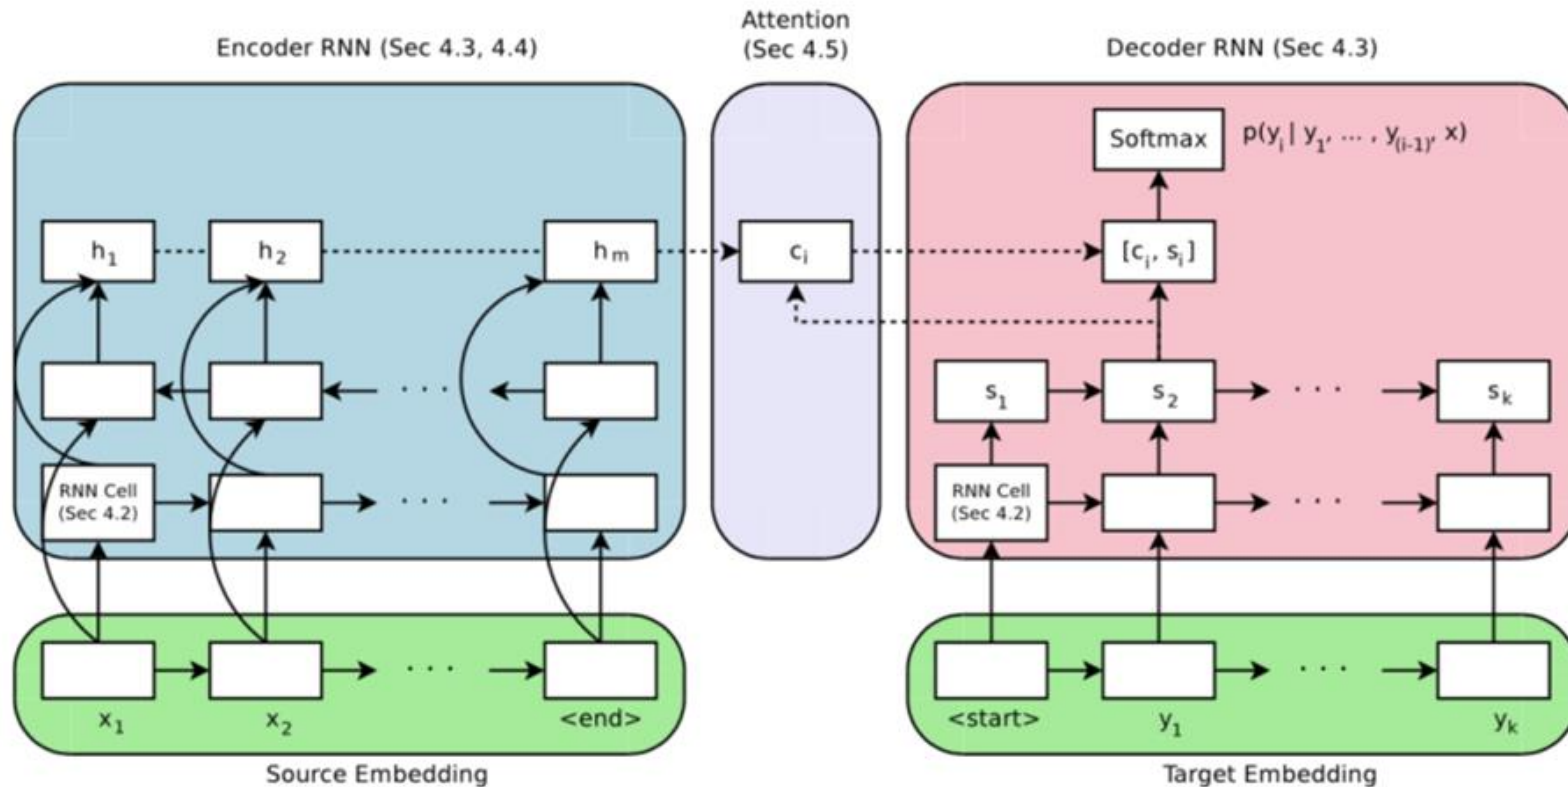 Encoder RNN (Sec 4.3, 4.4)
Attention
(Sec 4.5)
Decoder RNN (Sec 4.3)
Softmax
p(y_i | y_1, ... , y_(i-1), x)
h_1
h_2
h_m
c_i
[c_i, s_i]
. . .
s_1
s_2
. . .
s_k
RNN Cell
(Sec 4.2)
. . .
RNN Cell
(Sec 4.2)
. . .
. . .
x_1
x_2
<end>
. . .
<start>
y_1
y_k
Source Embedding
Target Embedding